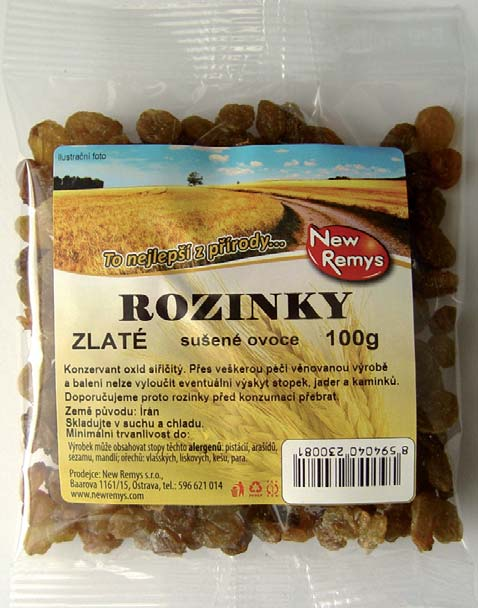 Ilustrační foto
To nejlepší z přírody...
New
Remys
ROZINKY
ZLATÉ sušené ovoce 100g
Konzervant oxid siřičitý. Přes veškerou péči věnovanou výrobě
a balení nelze vyloučit eventuální výskyt stopek, jader a kamínků.
Doporučujeme proto rozinky před konzumací přebrat.
Země původu: Írán
Skladujte v suchu a chladu.
Minimální trvanlivost do:
Výrobek může obsahovat stopy těchto alergenů: pistácií, arašídů,
sezamu, mandlí; ořechů: vlašských, lískových, kešu, para.
Prodejce: New Remys s.r.o.,
Baarova 1161/15, Ostrava, tel.: 596 621 014
www.newremys.com
8 594040 230081